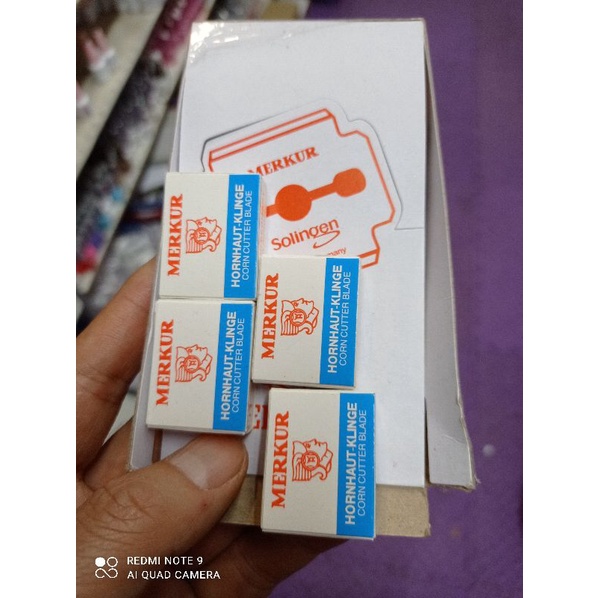 MERKUR
Solingen
MERKUR
HORNHAUT-KLINGE
CORN CUTTER BLADE
MERKUR
HORNHAUT-KLINGE
CORN CUTTER BLADE
MERKUR
HORNHAUT-KLINGE
CORN CUTTER BLADE
MERKUR
HORNHAUT-KLINGE
CORN CUTTER BLADE
REDMI NOTE 9
AI QUAD CAMERA